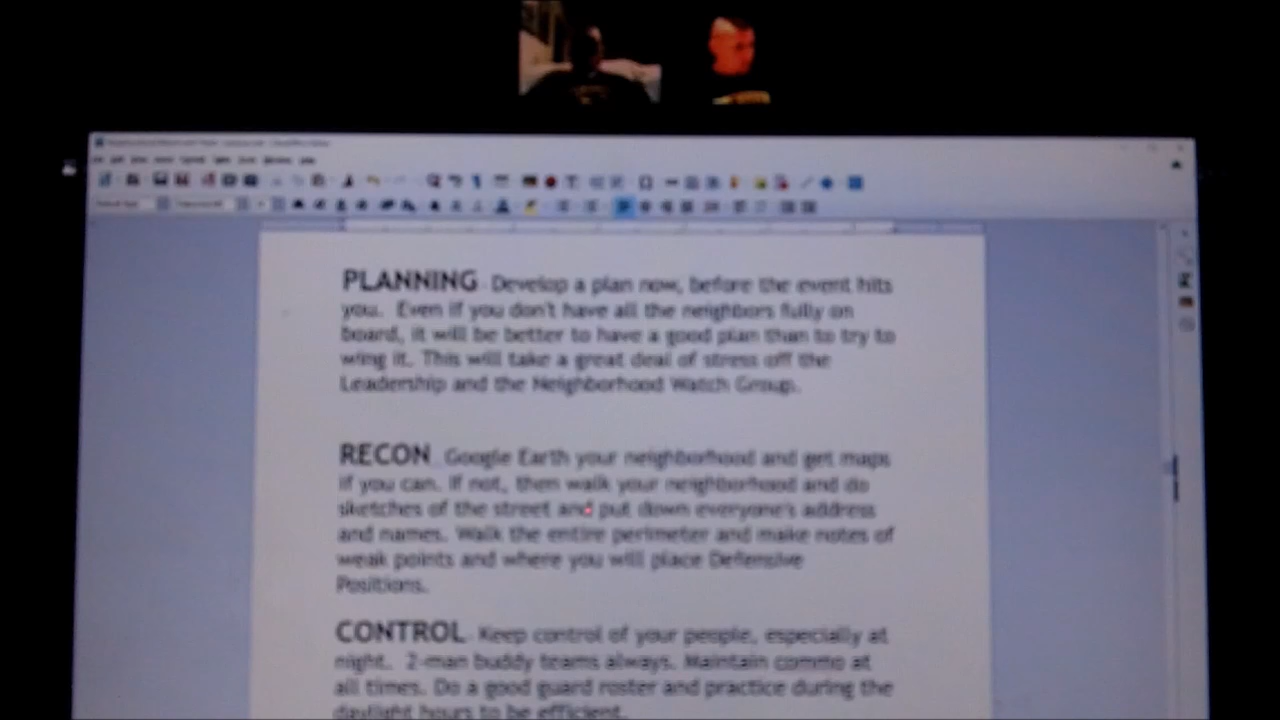 PLANNING - Develop a plan now, before the event hits
you. Even if you don't have all the neighbors fully on
board, it will be better to have a good plan than to try to
wing it. This will take a great deal of stress off the
Leadership and the Neighborhood Watch Group.
RECON - Google Earth your neighborhood and get maps
if you can. If not, then walk your neighborhood and do
sketches of the street and put down everyone's address
and names. Walk the entire perimeter and make notes of
weak points and where you will place Defensive
Positions.
CONTROL - Keep control of your people, especially at
night. 2-man buddy teams always. Maintain commo at
all times. Do a good guard roster and practice during the
daylight hours to be efficient.